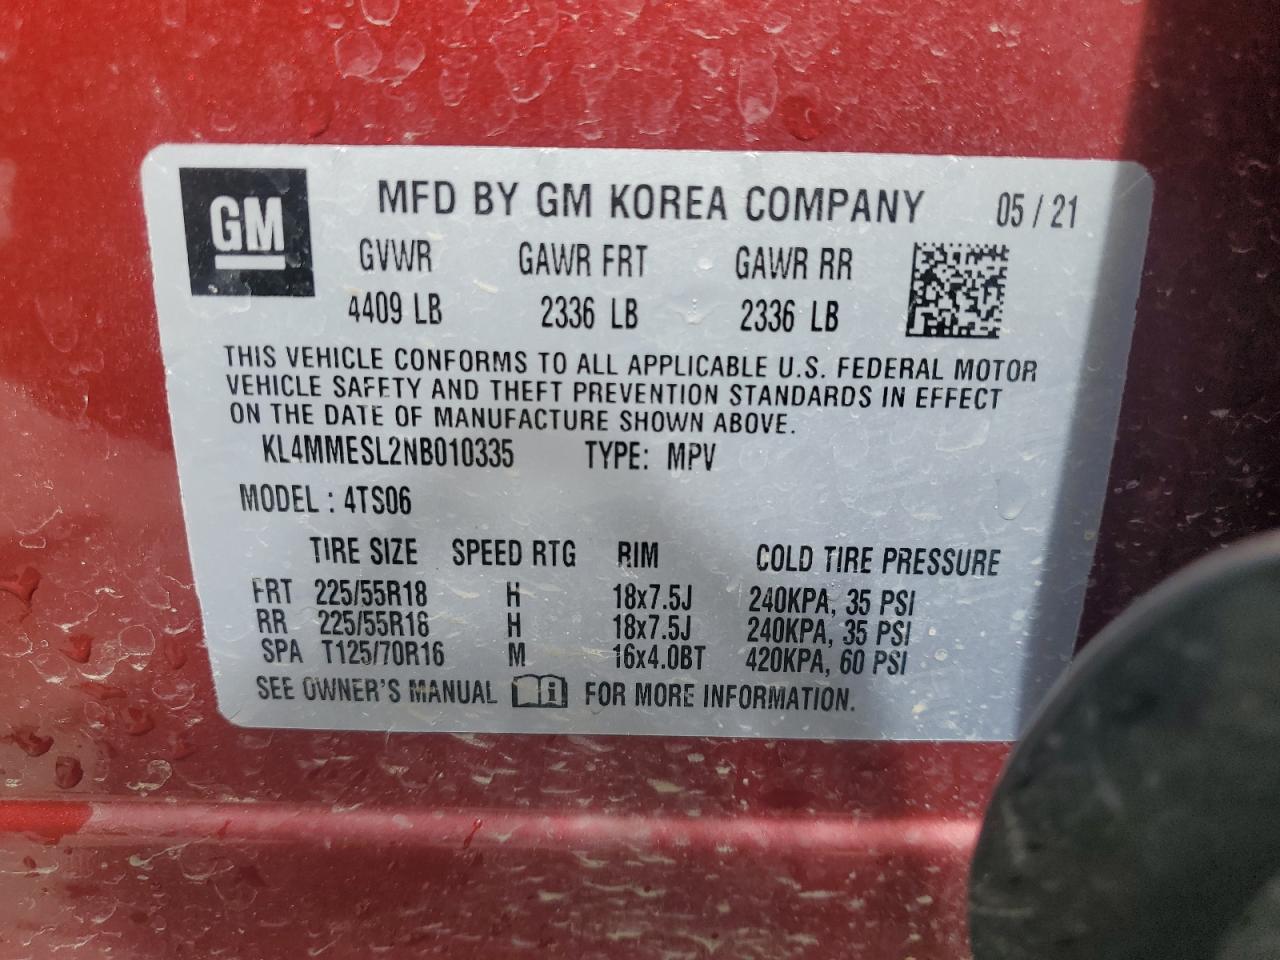 GM
MFD BY GM KOREA COMPANY 05 / 21
GVWR GAWR FRT GAWR RR
4409 LB 2336 LB 2336 LB
THIS VEHICLE CONFORMS TO ALL APPLICABLE U.S. FEDERAL MOTOR
VEHICLE SAFETY AND THEFT PREVENTION STANDARDS IN EFFECT
ON THE DATE OF MANUFACTURE SHOWN ABOVE.
KL4MMESL2NB010335 TYPE: MPV
MODEL : 4TS06
TIRE SIZE SPEED RTG RIM COLD TIRE PRESSURE
FRT 225/55R18 H 18x7.5J 240KPA, 35 PSI
RR 225/55R18 H 18x7.5J 240KPA, 35 PSI
SPA T125/70R16 M 16x4.0BT 420KPA, 60 PSI
SEE OWNER'S MANUAL FOR MORE INFORMATION.